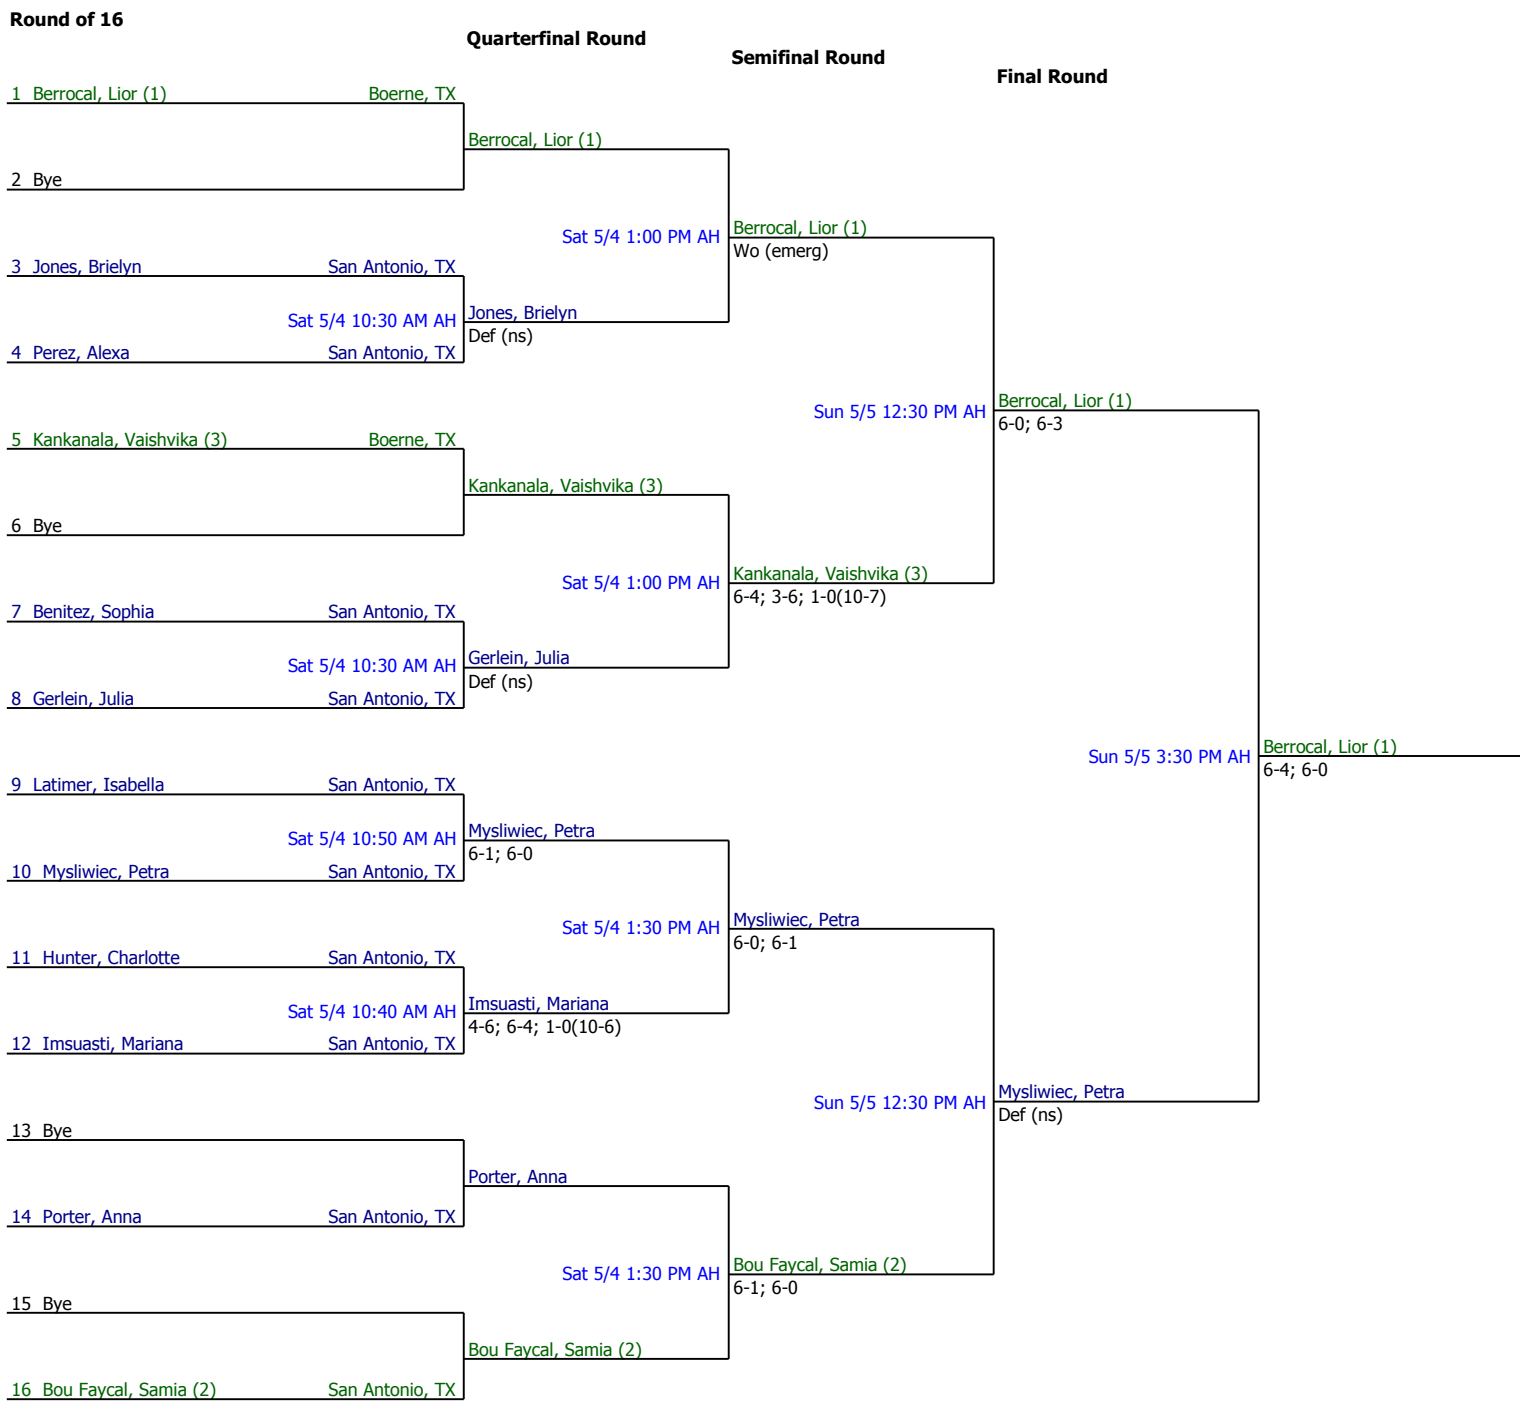 Round of 16
Quarterfinal Round
Semifinal Round
Final Round
1 Berrocal, Lior (1) Boerne, TX
Berrocal, Lior (1)
2 Bye
Sat 5/4 1:00 PM AH
Berrocal, Lior (1)
Wo (emerg)
3 Jones, Brielyn San Antonio, TX
Sat 5/4 10:30 AM AH
Jones, Brielyn
Def (ns)
4 Perez, Alexa San Antonio, TX
Sun 5/5 12:30 PM AH
Berrocal, Lior (1)
6-0; 6-3
5 Kankanala, Vaishvika (3) Boerne, TX
Kankanala, Vaishvika (3)
6 Bye
Sat 5/4 1:00 PM AH
Kankanala, Vaishvika (3)
6-4; 3-6; 1-0(10-7)
7 Benitez, Sophia San Antonio, TX
Sat 5/4 10:30 AM AH
Gerlein, Julia
Def (ns)
8 Gerlein, Julia San Antonio, TX
Sun 5/5 3:30 PM AH
Berrocal, Lior (1)
6-4; 6-0
9 Latimer, Isabella San Antonio, TX
Sat 5/4 10:50 AM AH
Mysliwiec, Petra
6-1; 6-0
10 Mysliwiec, Petra San Antonio, TX
Sat 5/4 1:30 PM AH
Mysliwiec, Petra
6-0; 6-1
11 Hunter, Charlotte San Antonio, TX
Sat 5/4 10:40 AM AH
Imsuasti, Mariana
4-6; 6-4; 1-0(10-6)
12 Imsuasti, Mariana San Antonio, TX
Sun 5/5 12:30 PM AH
Mysliwiec, Petra
Def (ns)
13 Bye
Porter, Anna
14 Porter, Anna San Antonio, TX
Sat 5/4 1:30 PM AH
Bou Faycal, Samia (2)
6-1; 6-0
15 Bye
Bou Faycal, Samia (2)
16 Bou Faycal, Samia (2) San Antonio, TX